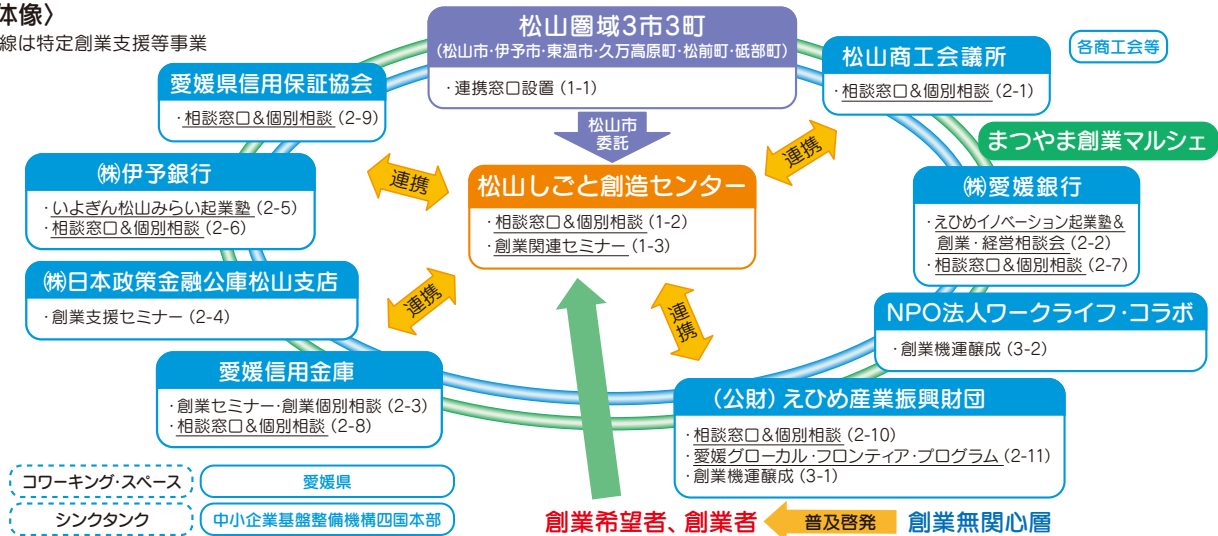 体像〉
線は特定創業支援等事業
松山圏域3市3町
(松山市・伊予市・東温市・久万高原町・松前町・砥部町)
・連携窓口設置 (1-1)
松山市
委託
松山商工会議所
・相談窓口&個別相談 (2-1)
各商工会等
愛媛県信用保証協会
・相談窓口&個別相談 (2-9)
まつやま創業マルシェ
㈱伊予銀行
・いよぎん松山みらい起業塾 (2-5)
・相談窓口&個別相談 (2-6)
連携
松山しごと創造センター
・相談窓口&個別相談 (1-2)
・創業関連セミナー (1-3)
連携
㈱愛媛銀行
・えひめイノベーション起業塾&
創業・経営相談会 (2-2)
・相談窓口&個別相談 (2-7)
㈱日本政策金融公庫松山支店
・創業支援セミナー (2-4)
連携
連携
NPO法人ワークライフ・コラボ
・創業機運醸成 (3-2)
愛媛信用金庫
・創業セミナー・創業個別相談 (2-3)
・相談窓口&個別相談 (2-8)
(公財) えひめ産業振興財団
・相談窓口&個別相談 (2-10)
・愛媛グローカル・フロンティア・プログラム (2-11)
・創業機運醸成 (3-1)
コワーキング・スペース
愛媛県
シンクタンク
中小企業基盤整備機構四国本部
創業希望者、創業者
普及啓発
創業無関心層